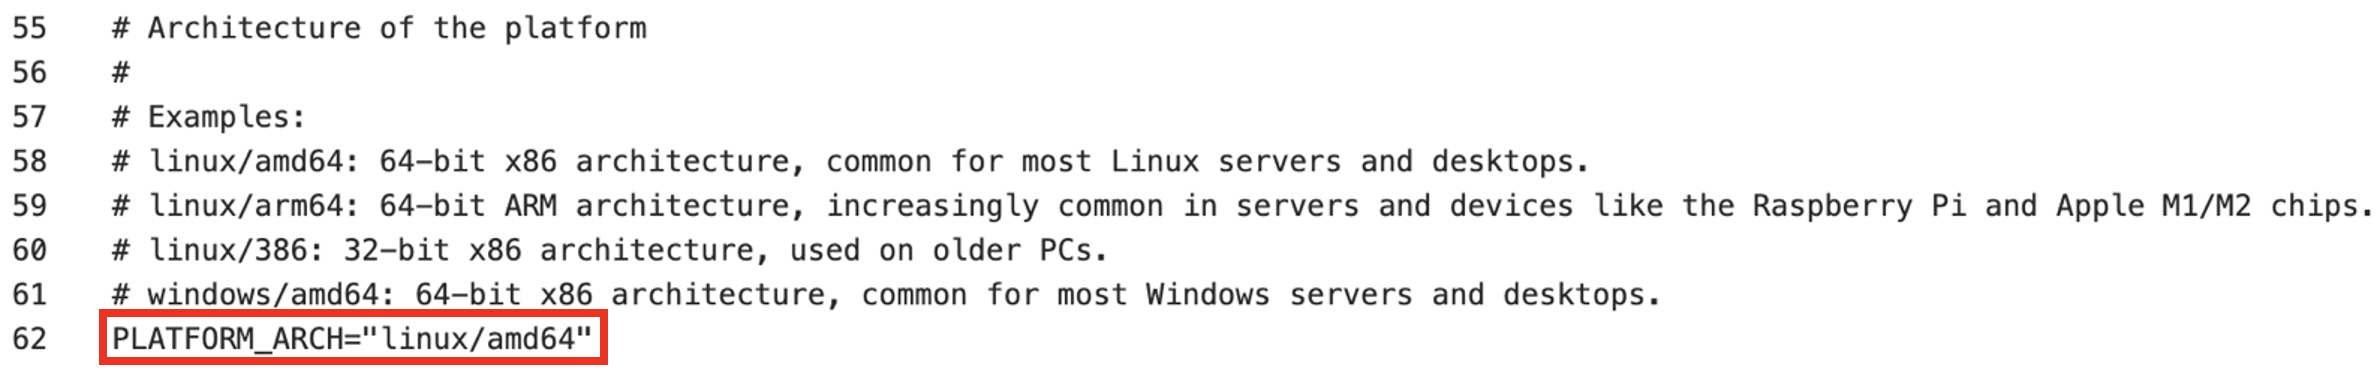 55 # Architecture of the platform
56 #
57 # Examples:
58 # linux/amd64: 64-bit x86 architecture, common for most Linux servers and desktops.
59 # linux/arm64: 64-bit ARM architecture, increasingly common in servers and devices like the Raspberry Pi and Apple M1/M2 chips.
60 # linux/386: 32-bit x86 architecture, used on older PCs.
61 # windows/amd64: 64-bit x86 architecture, common for most Windows servers and desktops.
62 PLATFORM_ARCH="linux/amd64"